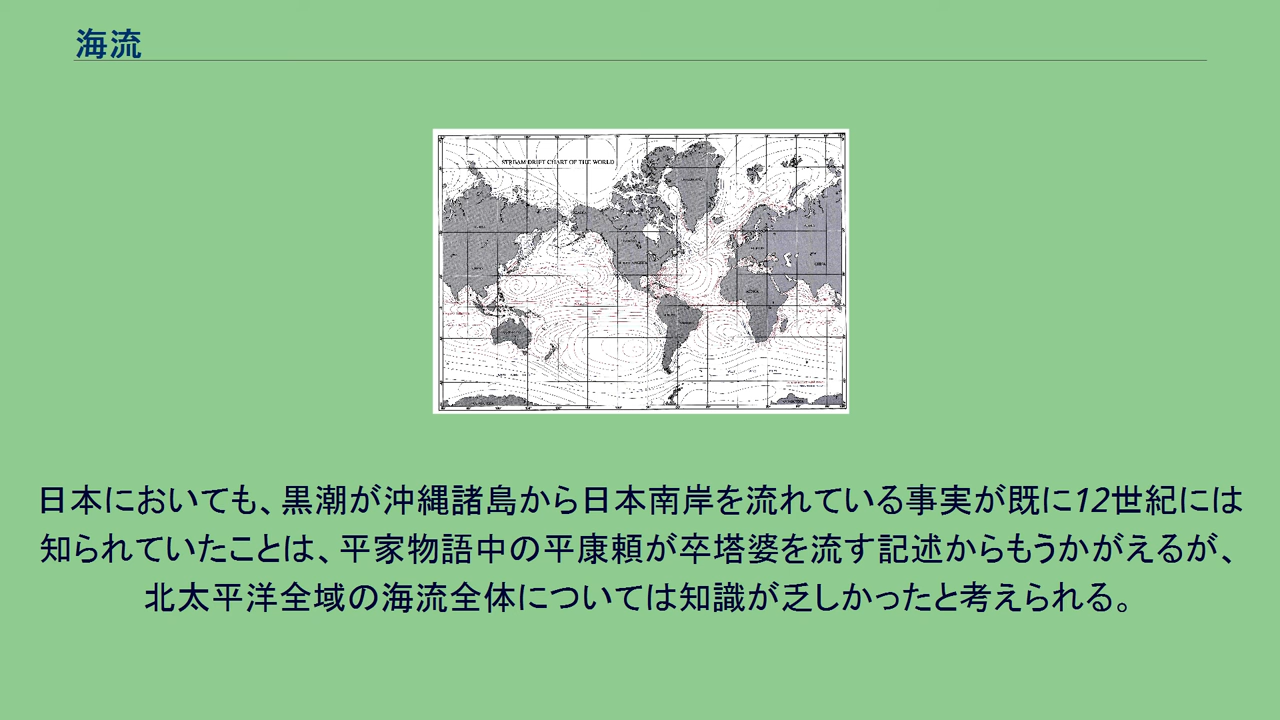 海流
STREAM DRIFT CHART OF THE WORLD
日本においても、黒潮が沖縄諸島から日本南岸を流れている事実が既に12世紀には
知られていたことは、平家物語中の平康頼が卒塔婆を流す記述からもうかがえるが、
北太平洋全域の海流全体については知識が乏しかったと考えられる。